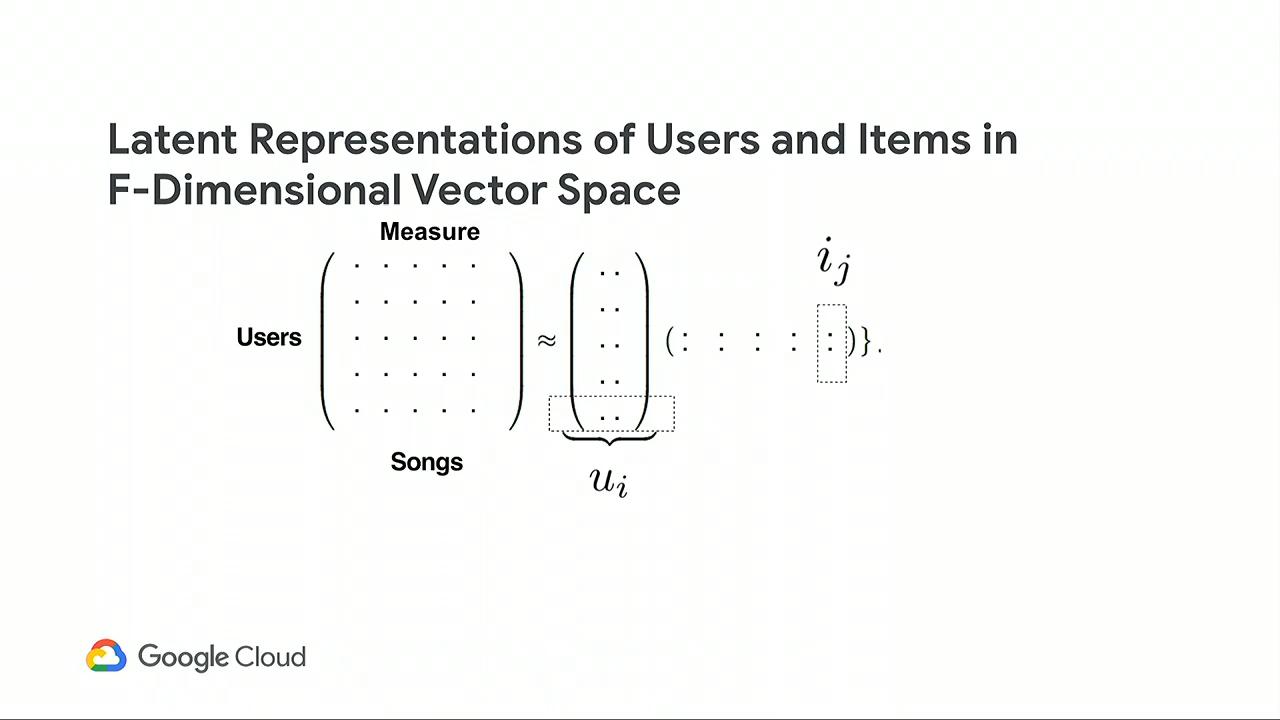 Latent Representations of Users and Items in
F-Dimensional Vector Space
Measure
i_j
Users
≈
( : : : : : )}.
Songs
u_i
Google Cloud